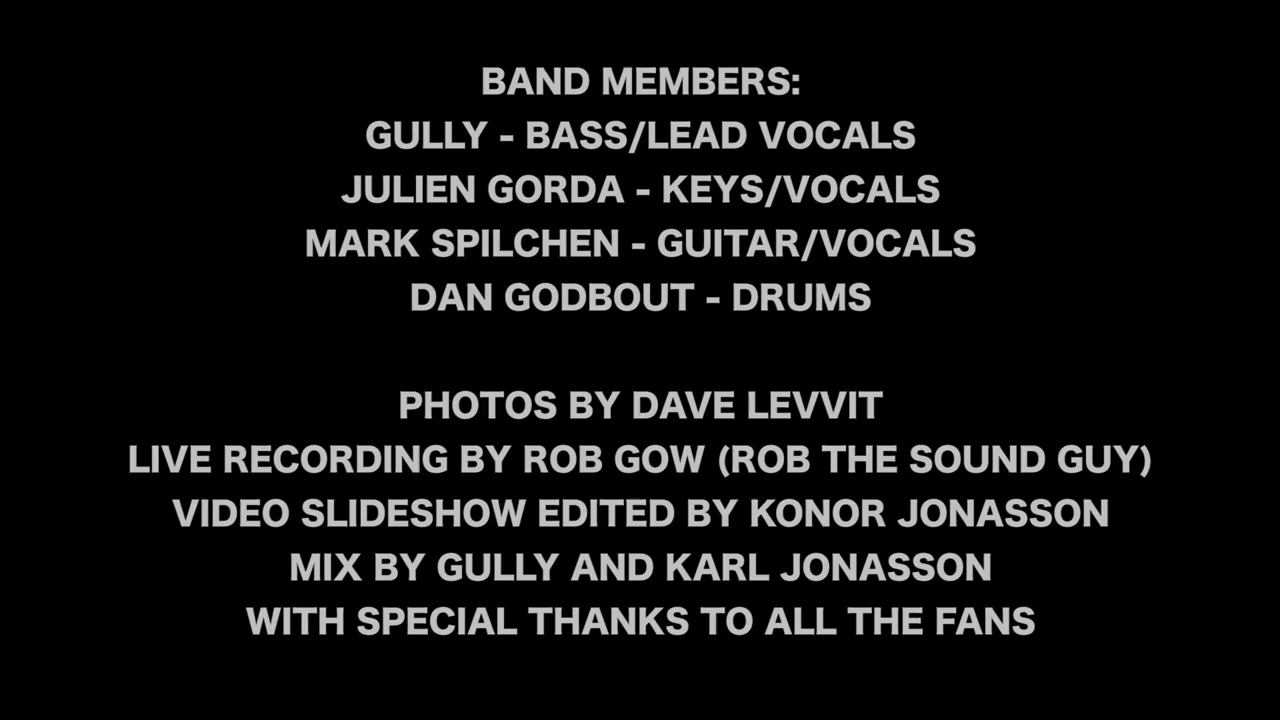 BAND MEMBERS:
GULLY - BASS/LEAD VOCALS
JULIEN GORDA - KEYS/VOCALS
MARK SPILCHEN - GUITAR/VOCALS
DAN GODBOUT - DRUMS
PHOTOS BY DAVE LEVVIT
LIVE RECORDING BY ROB GOW (ROB THE SOUND GUY)
VIDEO SLIDESHOW EDITED BY KONOR JONASSON
MIX BY GULLY AND KARL JONASSON
WITH SPECIAL THANKS TO ALL THE FANS